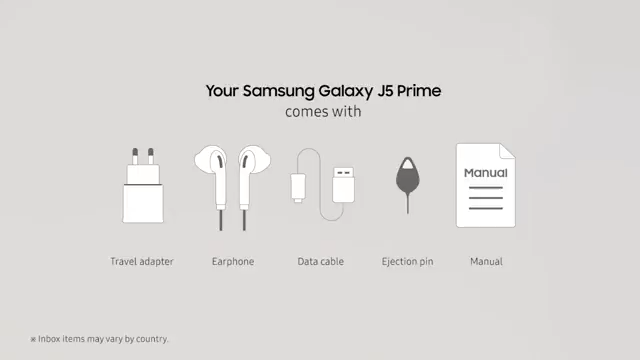 Your Samsung Galaxy J5 Prime
comes with
Manual
Travel adapter
Earphone
Data cable
Ejection pin
Manual
※ Inbox items may vary by country.